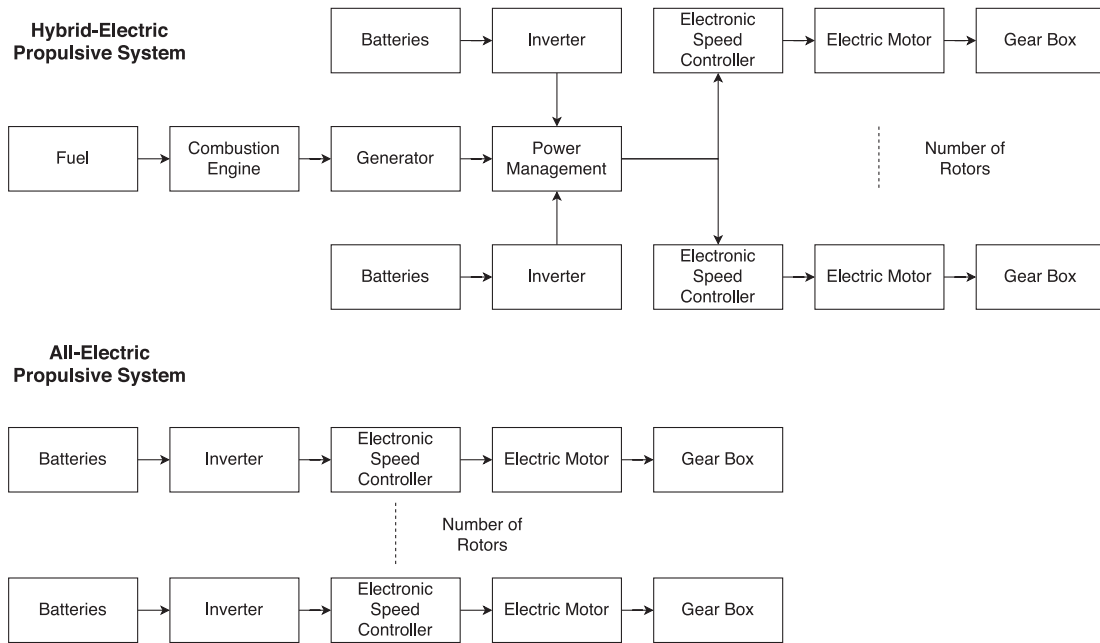 Hybrid-Electric
Propulsive System
Batteries
Inverter
Electronic
Speed
Controller
Electric Motor
Gear Box
Fuel
Combustion
Engine
Generator
Power
Management
Number of
Rotors
Batteries
Inverter
Electronic
Speed
Controller
Electric Motor
Gear Box
All-Electric
Propulsive System
Batteries
Inverter
Electronic
Speed
Controller
Electric Motor
Gear Box
Number of
Rotors
Batteries
Inverter
Electronic
Speed
Controller
Electric Motor
Gear Box